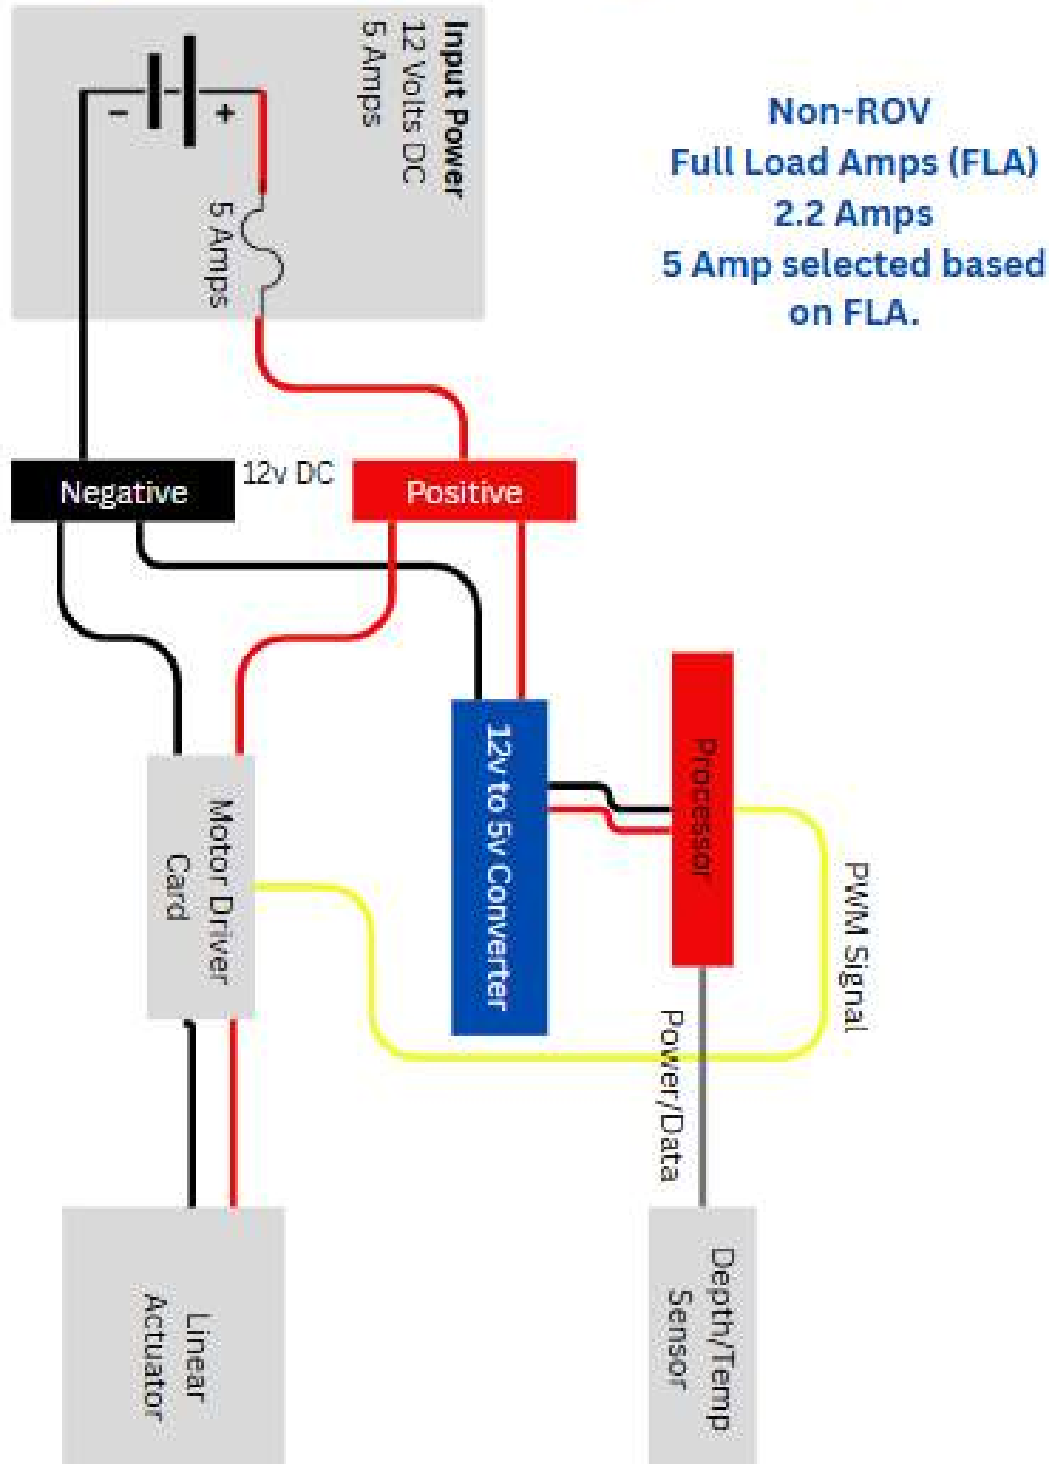 Input Power
12 Volts DC
5 Amps
-
+
5 Amps
Non-ROV
Full Load Amps (FLA)
2.2 Amps
5 Amp selected based
on FLA.
Negative
12v DC
Positive
12v to 5v Converter
Processor
Motor Driver
Card
PWM Signal
Power/Data
Linear
Actuator
Depth/Temp
Sensor